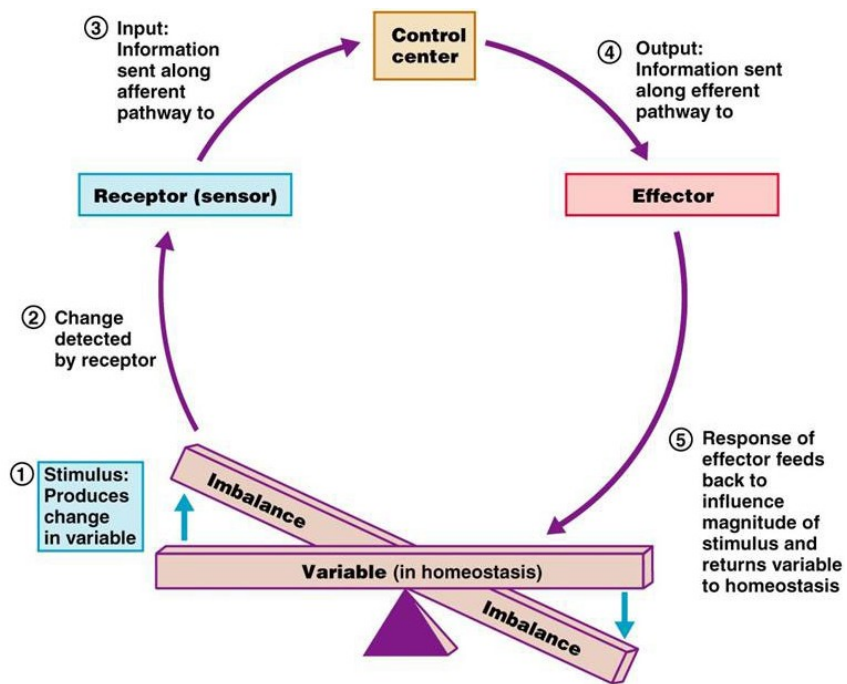 ① Stimulus:
Produces
change
in variable
② Change
detected
by receptor
Receptor (sensor)
③ Input:
Information
sent along
afferent
pathway to
Control
center
④ Output:
Information sent
along efferent
pathway to
Effector
⑤ Response of
effector feeds
back to
influence
magnitude of
stimulus and
returns variable
to homeostasis
Imbalance
Variable (in homeostasis)
Imbalance